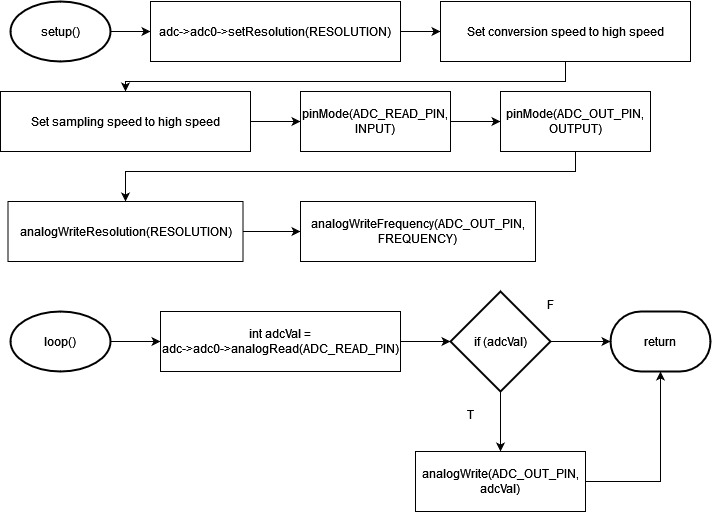 setup()
adc->adc0->setResolution(RESOLUTION)
Set conversion speed to high speed
Set sampling speed to high speed
pinMode(ADC_READ_PIN,
INPUT)
pinMode(ADC_OUT_PIN,
OUTPUT)
analogWriteResolution(RESOLUTION)
analogWriteFrequency(ADC_OUT_PIN,
FREQUENCY)
loop()
int adcVal =
adc->adc0->analogRead(ADC_READ_PIN)
if (adcVal)
F
return
T
analogWrite(ADC_OUT_PIN,
adcVal)